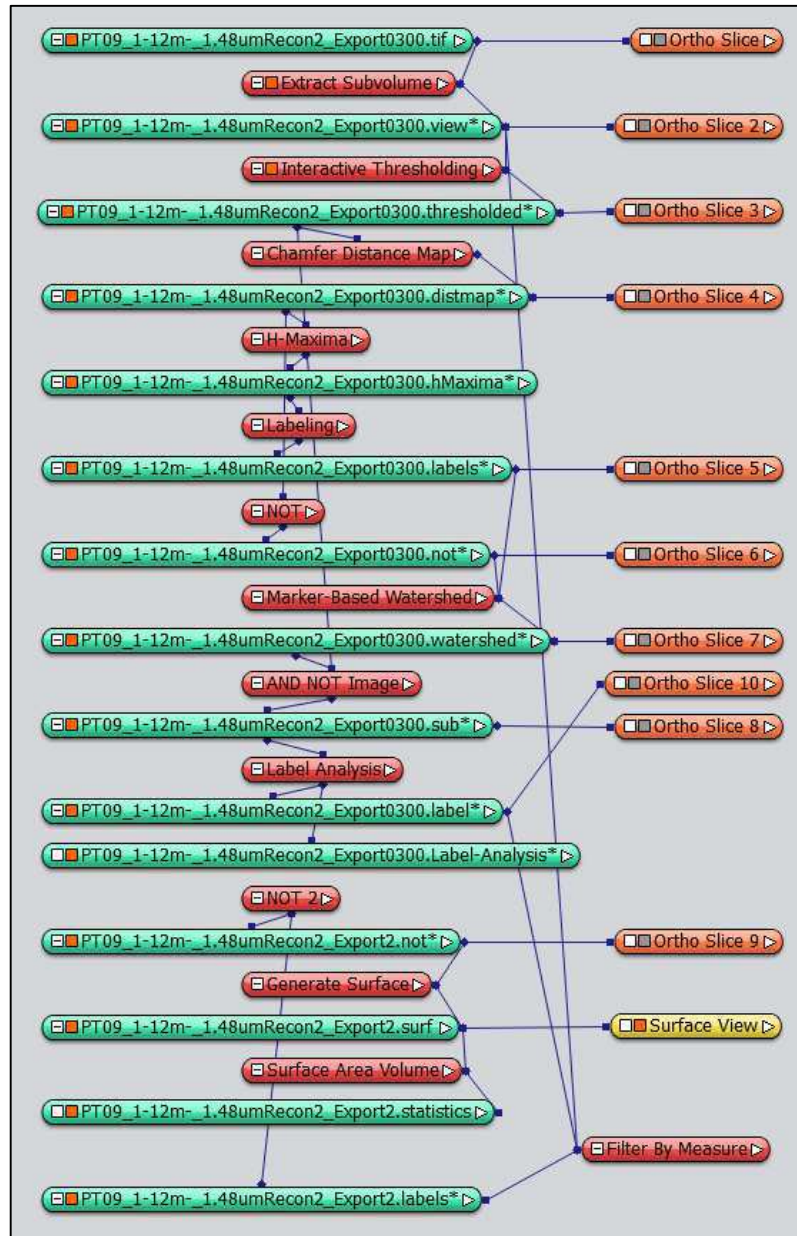 PT09_1-12m-_1.48umRecon2_Export0300.tif Ortho Slice
Extract Subvolume
PT09_1-12m-_1.48umRecon2_Export0300.view* Ortho Slice 2
Interactive Thresholding
PT09_1-12m-_1.48umRecon2_Export0300.thresholded* Ortho Slice 3
Chamfer Distance Map
PT09_1-12m-_1.48umRecon2_Export0300.distmap* Ortho Slice 4
H-Maxima
PT09_1-12m-_1.48umRecon2_Export0300.hMaxima*
Labeling
PT09_1-12m-_1.48umRecon2_Export0300.labels* Ortho Slice 5
NOT
PT09_1-12m-_1.48umRecon2_Export0300.not* Ortho Slice 6
Marker-Based Watershed
PT09_1-12m-_1.48umRecon2_Export0300.watershed* Ortho Slice 7
AND NOT Image Ortho Slice 10
PT09_1-12m-_1.48umRecon2_Export0300.sub* Ortho Slice 8
Label Analysis
PT09_1-12m-_1.48umRecon2_Export0300.label*
PT09_1-12m-_1.48umRecon2_Export0300.Label-Analysis*
NOT 2
PT09_1-12m-_1.48umRecon2_Export2.not* Ortho Slice 9
Generate Surface
PT09_1-12m-_1.48umRecon2_Export2.surf Surface View
Surface Area Volume
PT09_1-12m-_1.48umRecon2_Export2.statistics
Filter By Measure
PT09_1-12m-_1.48umRecon2_Export2.labels*